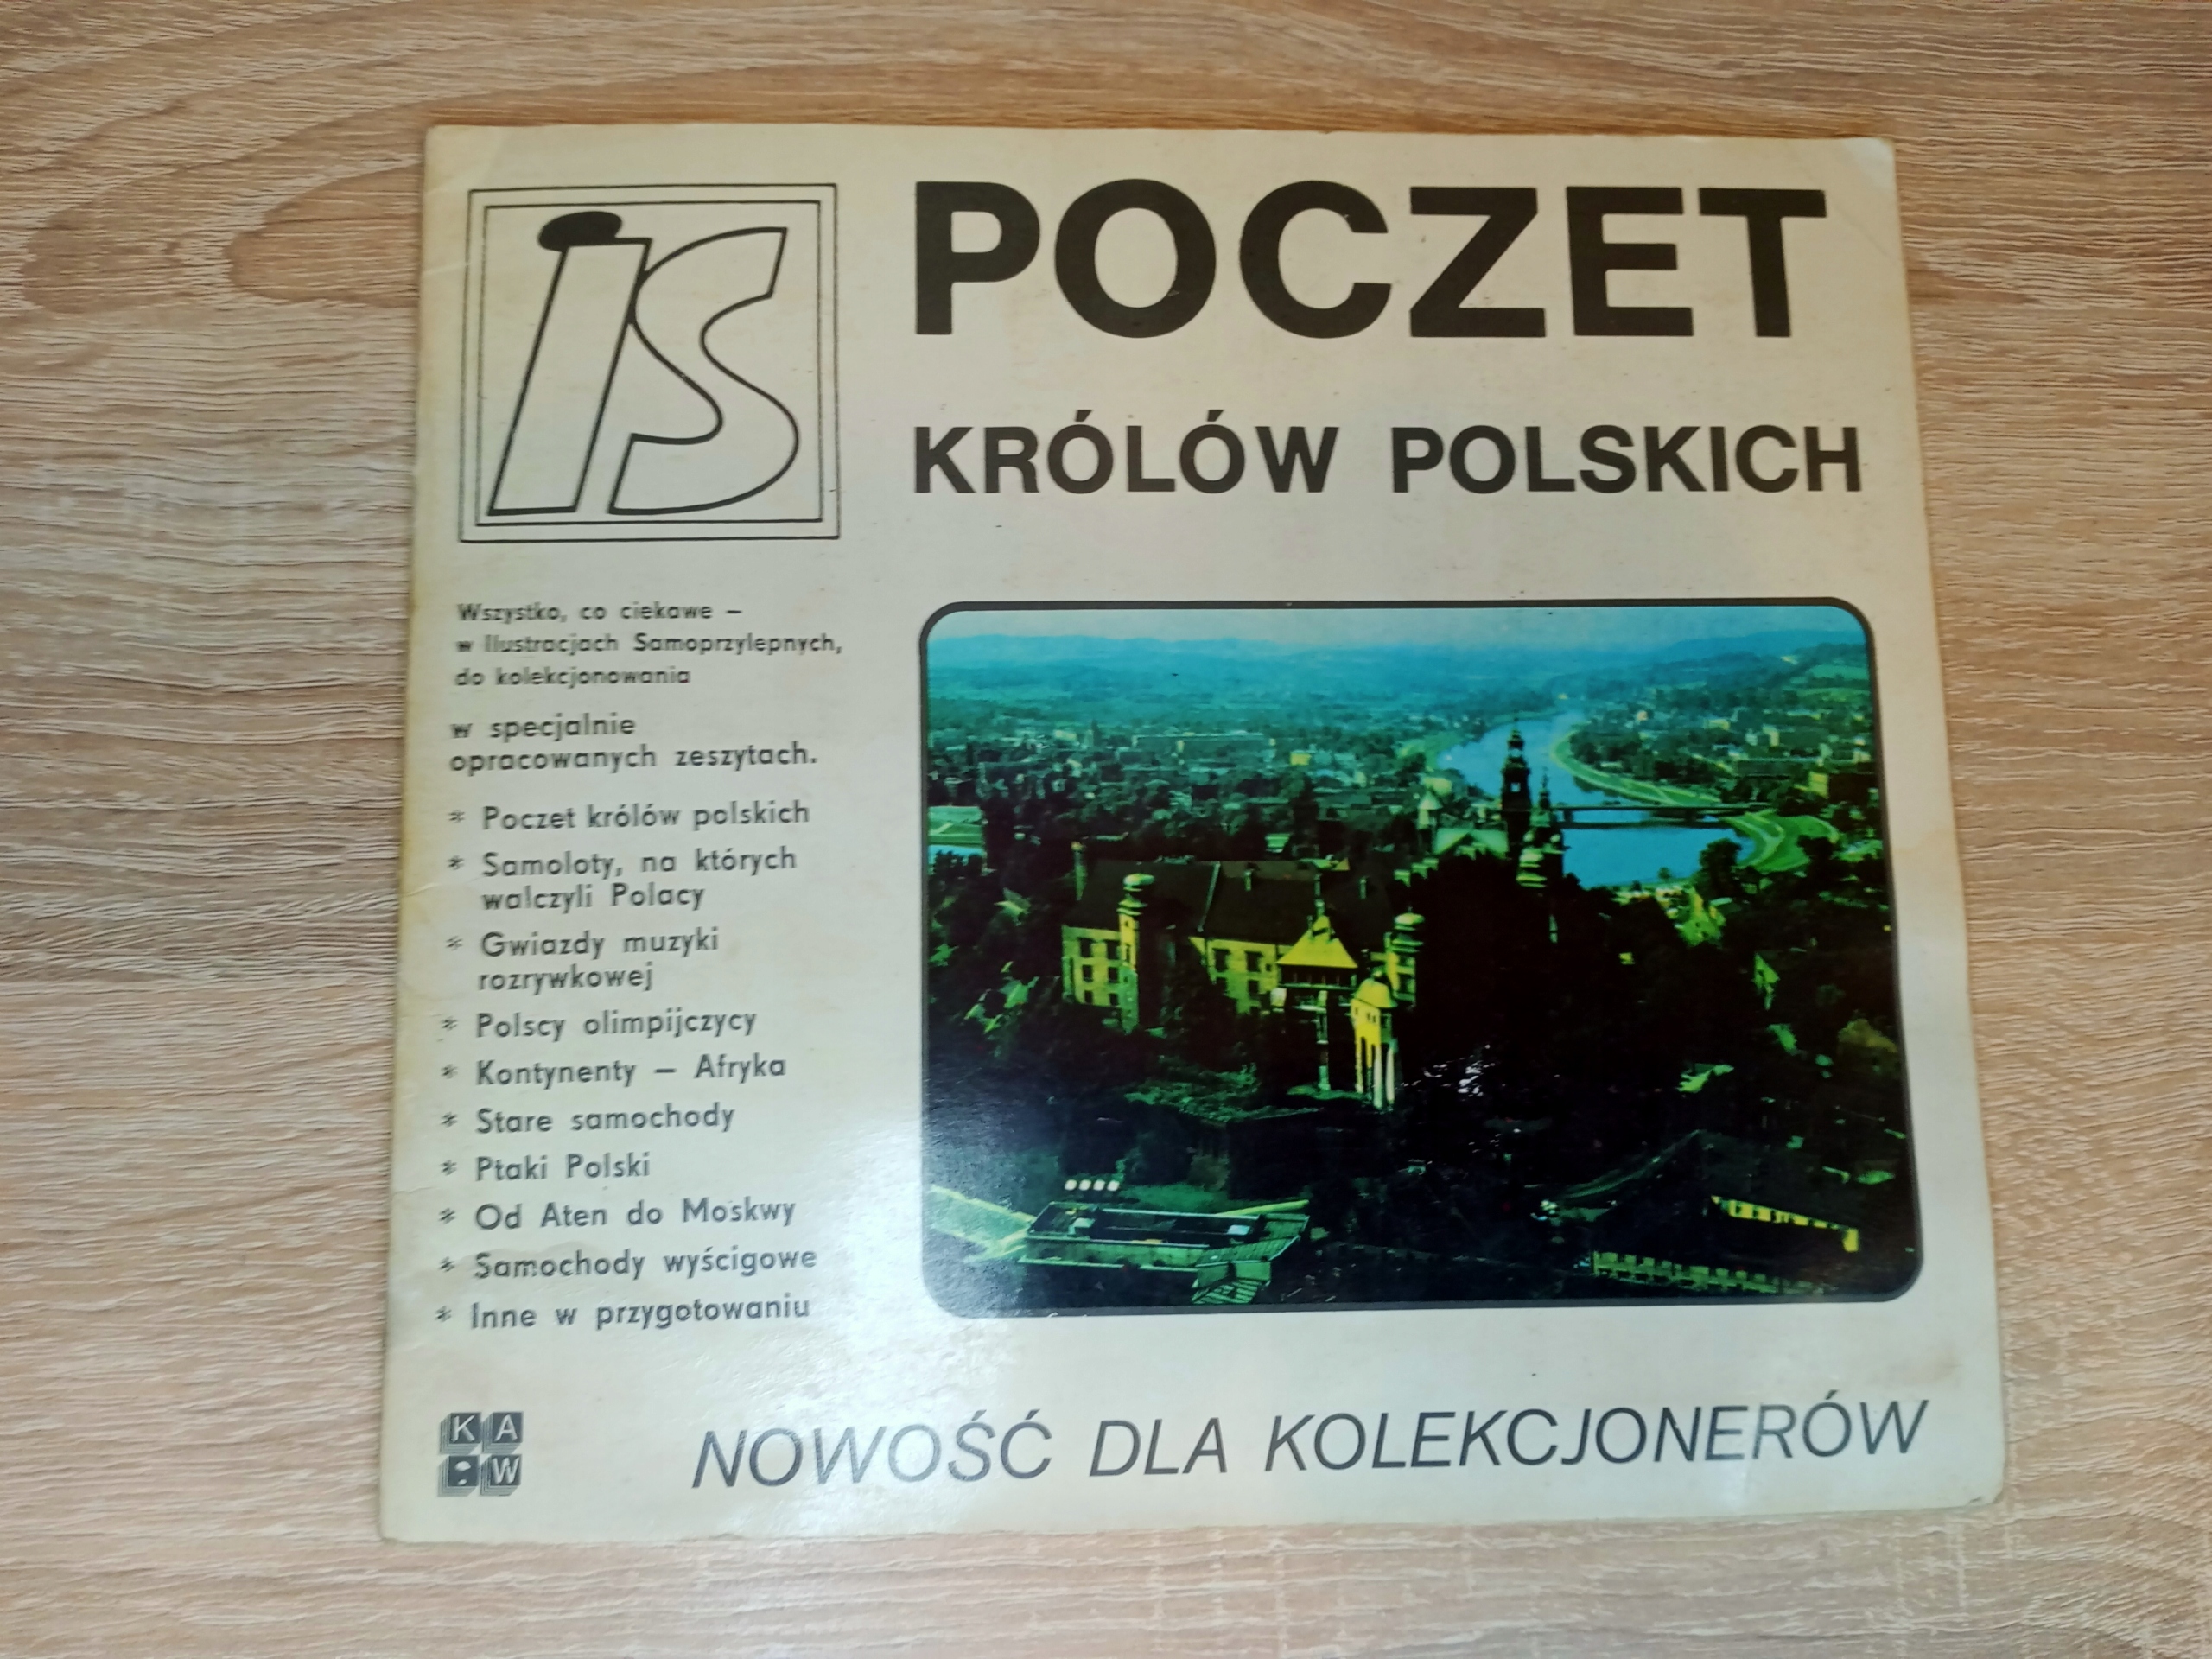 IS
POCZET
KRÓLÓW POLSKICH
Wszystko, co ciekawe –
w Ilustracjach Samoprzylepnych,
do kolekcjonowania
w specjalnie
opracowanych zeszytach.
* Poczet królów polskich
* Samoloty, na których
walczyli Polacy
* Gwiazdy muzyki
rozrywkowej
* Polscy olimpijczycy
* Kontynenty – Afryka
* Stare samochody
* Ptaki Polski
* Od Aten do Moskwy
* Samochody wyścigowe
* Inne w przygotowaniu
KA
W
NOWOŚĆ DLA KOLEKCJONERÓW